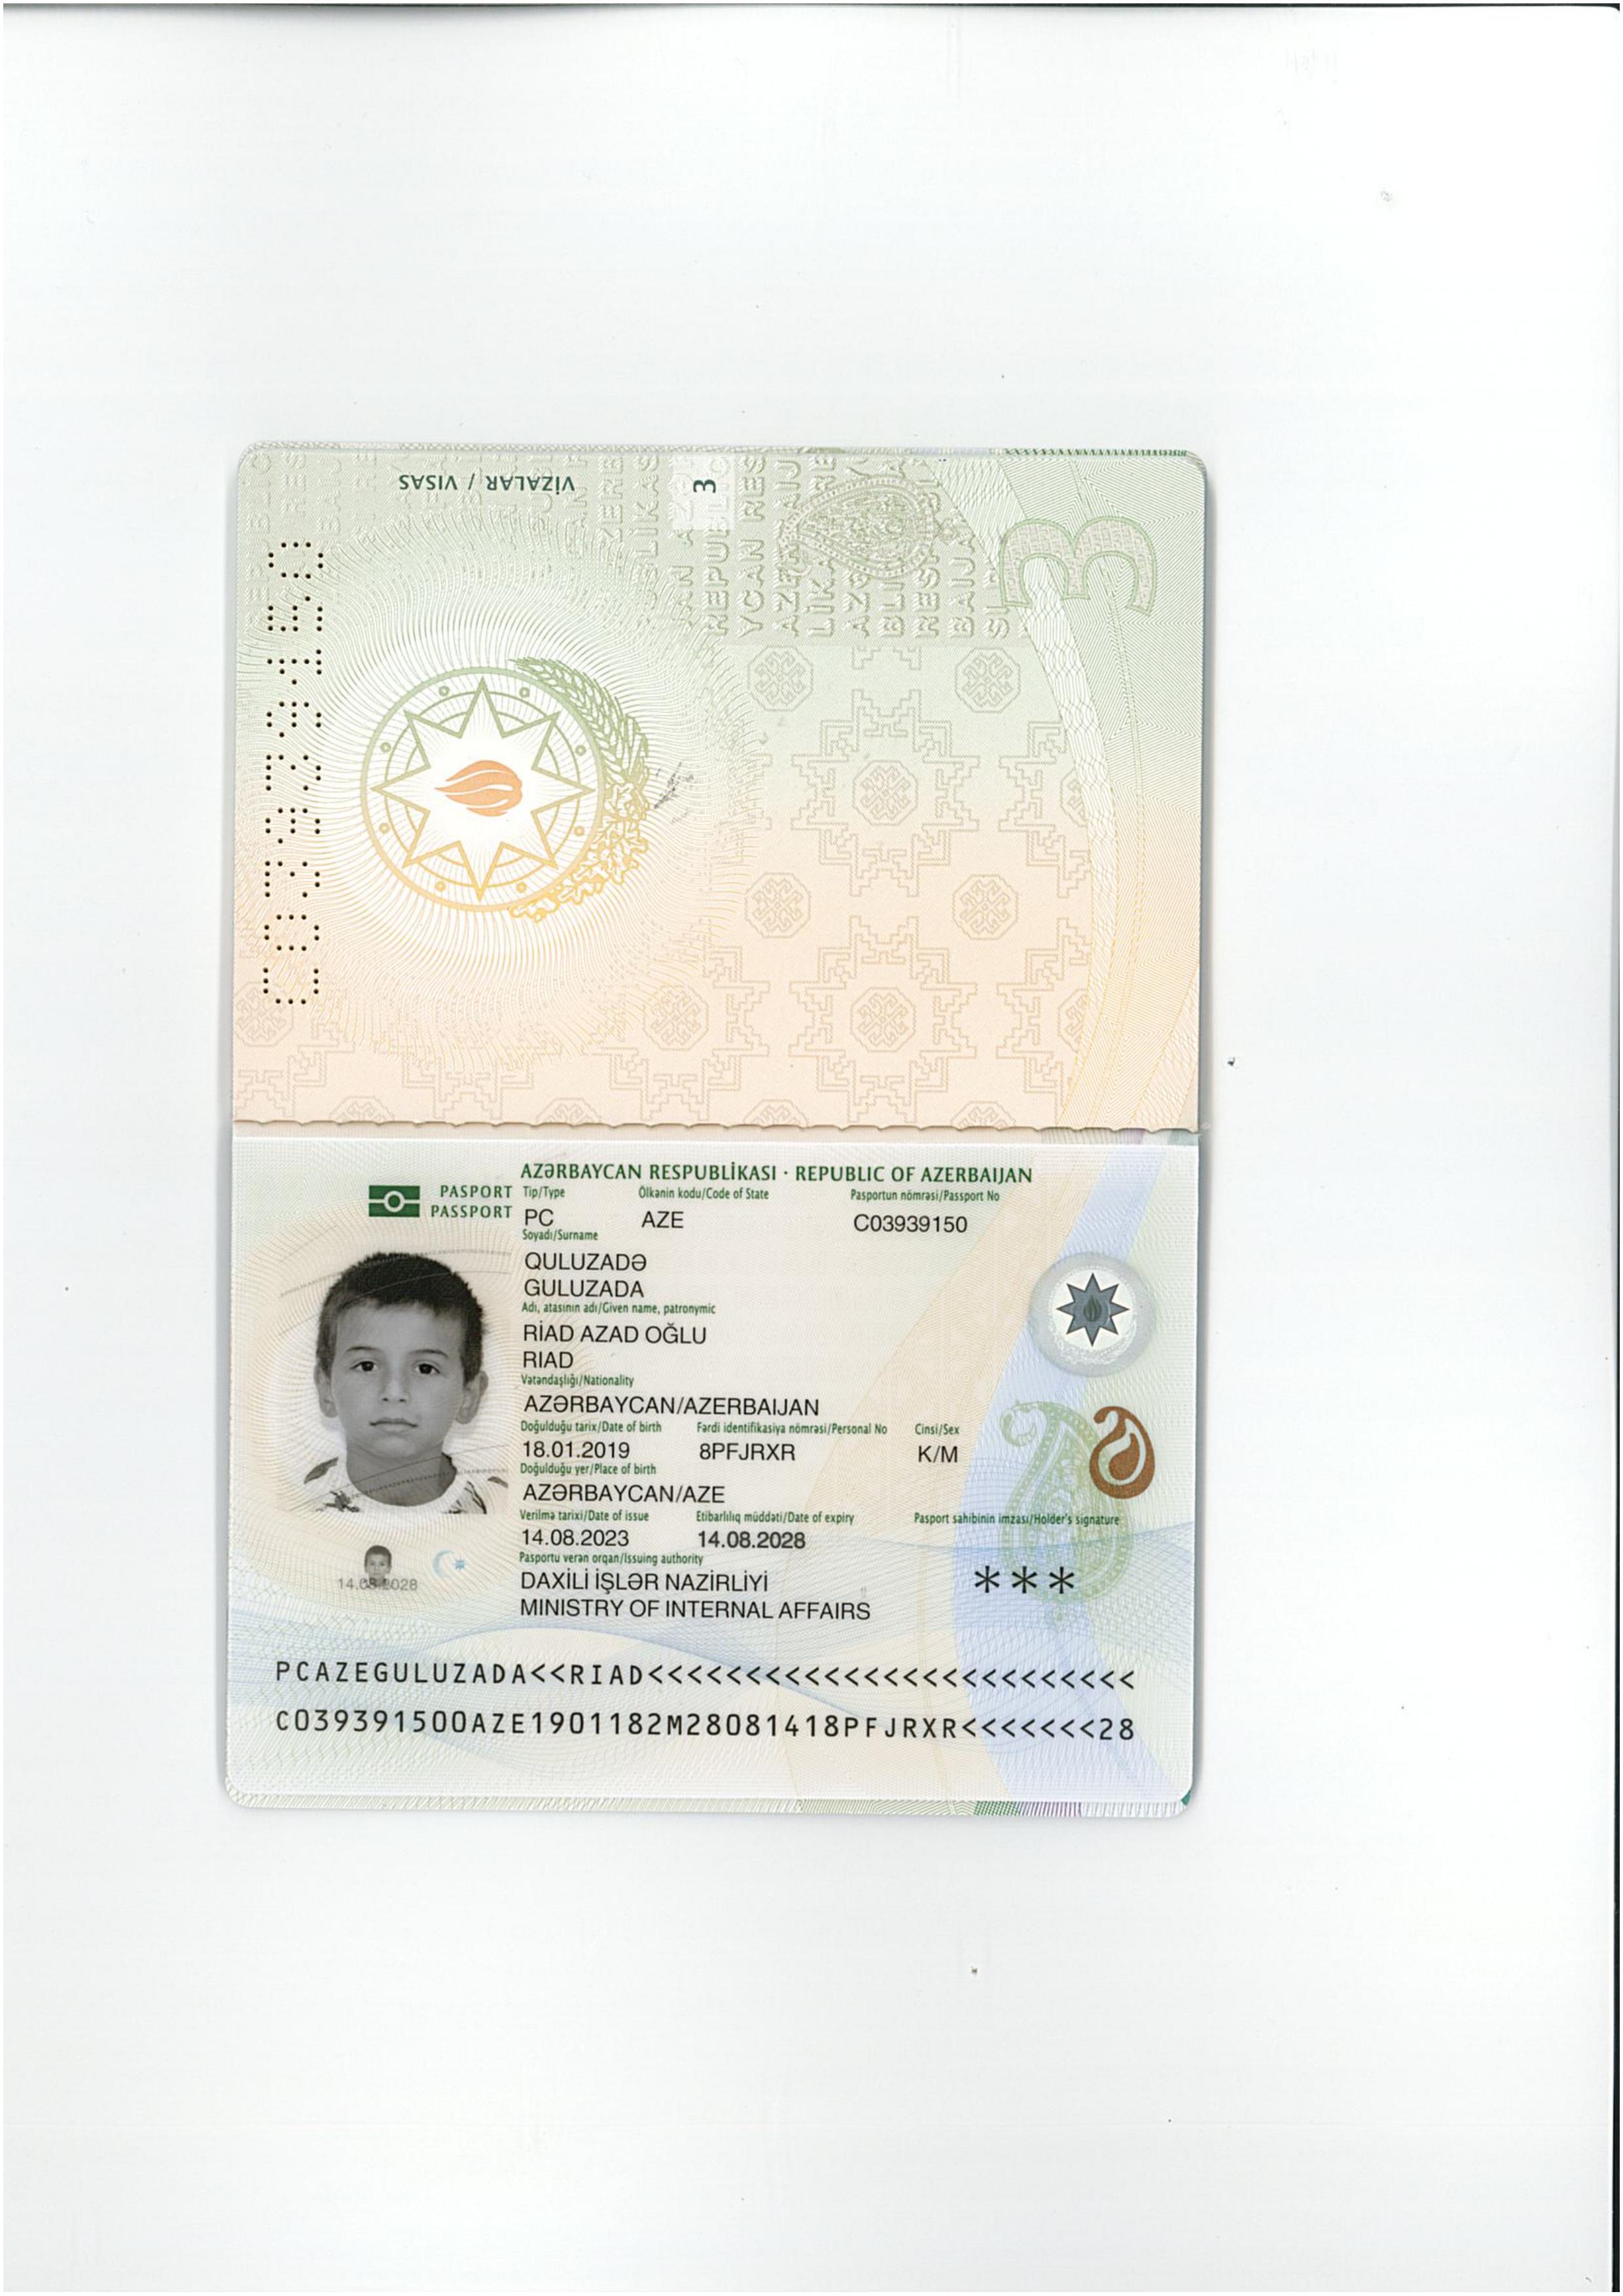 VİZALAR / VISAS
3
C03939150
AZƏRBAYCAN RESPUBLİKASI · REPUBLIC OF AZERBAIJAN
PASPORT
PASSPORT
Tip/Type Ölkənin kodu/Code of State Pasportun nömrəsi/Passport No
PC AZE C03939150
Soyadı/Surname
QULUZADƏ
GULUZADA
Adı, atasının adı/Given name, patronymic
RİAD AZAD OĞLU
RIAD
Vətəndaşlığı/Nationality
AZƏRBAYCAN/AZERBAIJAN
Doğulduğu tarix/Date of birth Fərdi identifikasiya nömrəsi/Personal No Cinsi/Sex
18.01.2019 8PFJRXR K/M
Doğulduğu yer/Place of birth
AZƏRBAYCAN/AZE
Verilmə tarixi/Date of issue Etibarlılıq müddəti/Date of expiry Pasport sahibinin imzası/Holder's signature
14.08.2023 14.08.2028
Pasportu verən orqan/Issuing authority
DAXİLİ İŞLƏR NAZİRLİYİ ***
MINISTRY OF INTERNAL AFFAIRS
14.08.2028
PCAZEGULUZADA<<RIAD<<<<<<<<<<<<<<<<<<<<<<<<<
C039391500AZE1901182M28081418PFJRXR<<<<<<<28